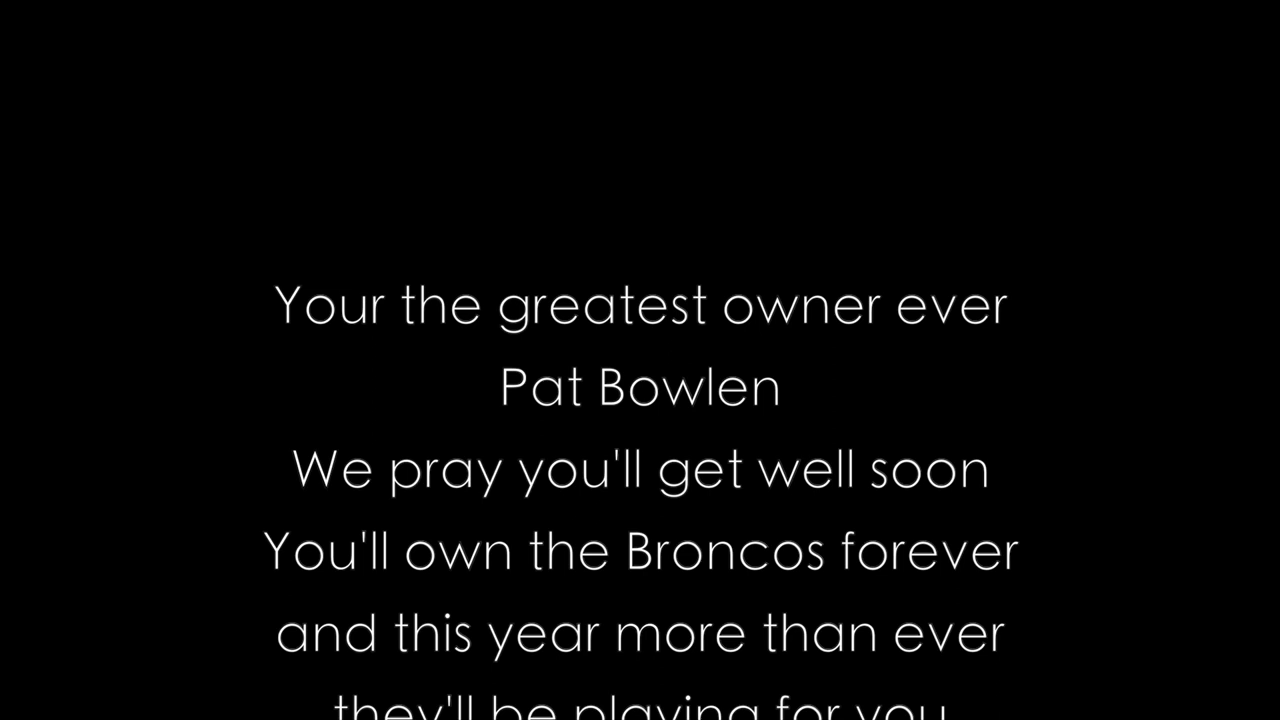 Your the greatest owner ever
Pat Bowlen
We pray you'll get well soon
You'll own the Broncos forever
and this year more than ever
they'll be playing for you